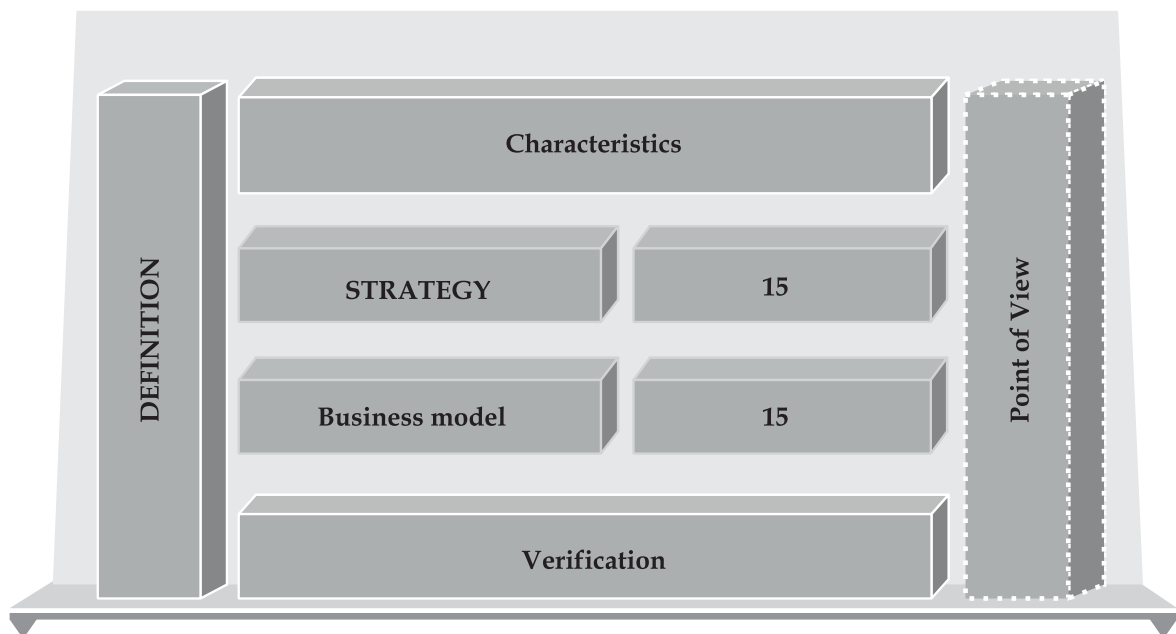 DEFINITION
Characteristics
STRATEGY
15
Business model
15
Verification
Point of View